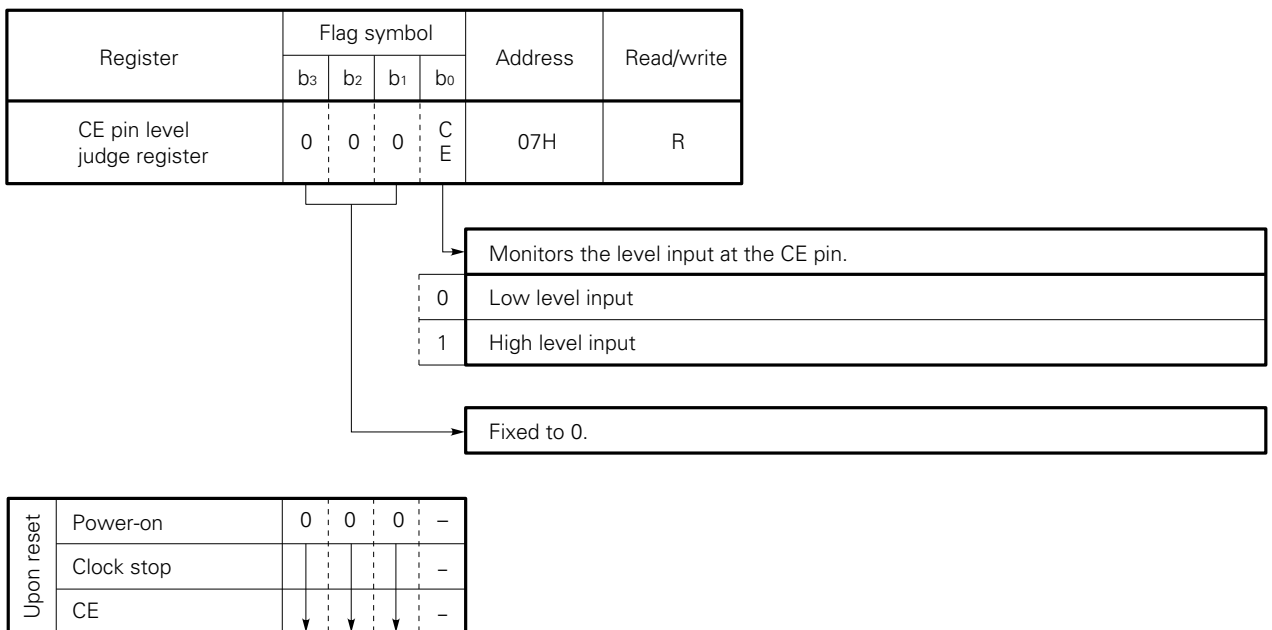 Register Flag symbol Address Read/write
b3 b2 b1 b0
CE pin level judge register 0 0 0 CE 07H R
Monitors the level input at the CE pin.
0 Low level input
1 High level input
Fixed to 0.
Upon reset
Power-on 0 0 0 –
Clock stop –
CE –